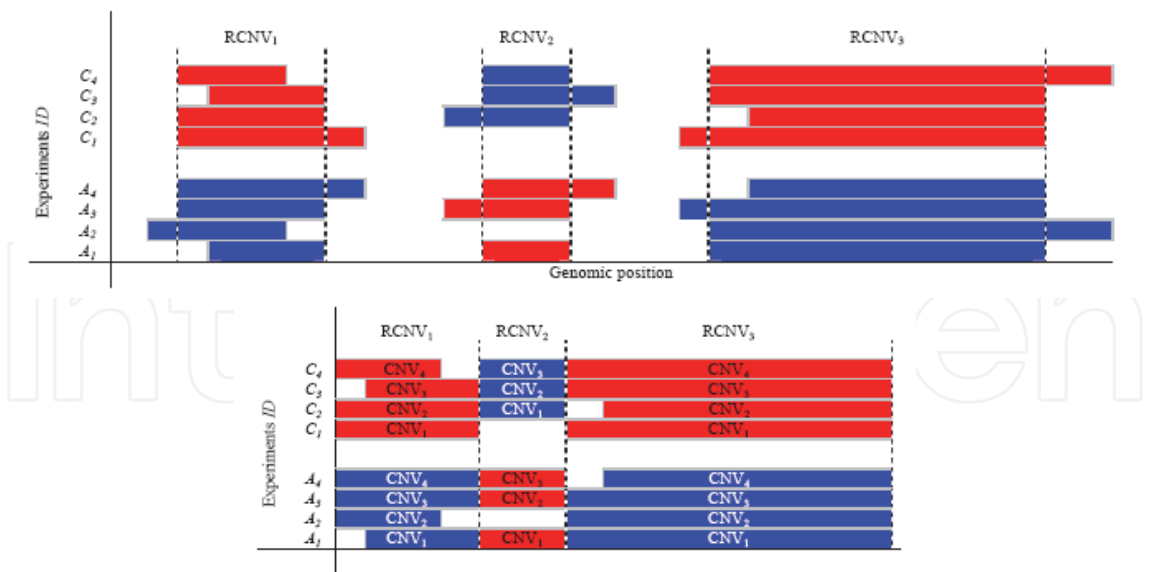 RCNV1 RCNV2 RCNV3
Experiments ID
C4
C3
C2
C1
A4
A3
A2
A1
Genomic position
RCNV1 RCNV2 RCNV3
Experiments ID
C4 CNV4 CNV3 CNV4
C3 CNV3 CNV2 CNV3
C2 CNV2 CNV1 CNV2
C1 CNV1 CNV1
A4 CNV4 CNV3 CNV4
A3 CNV3 CNV2 CNV3
A2 CNV2 CNV2
A1 CNV1 CNV1 CNV1